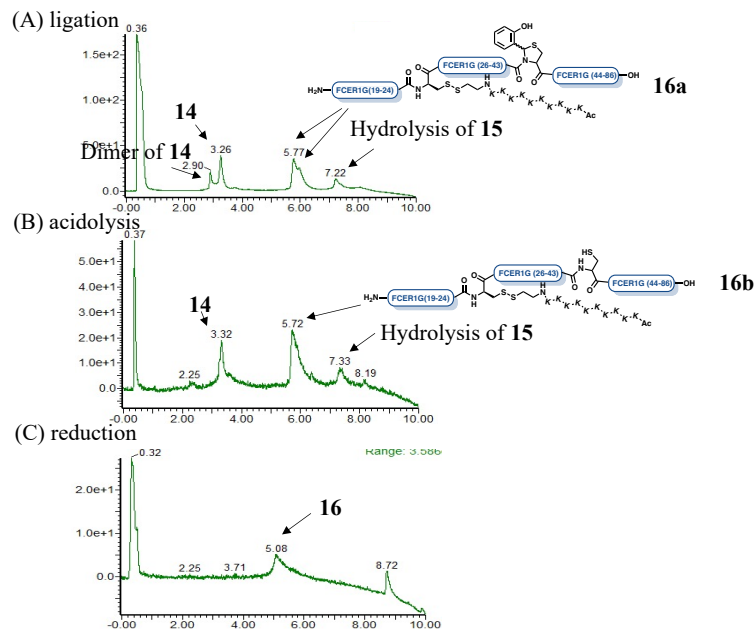 (A) ligation
0.36
1.5e+2
1.0e+2
5.0e+1
0.0
14
Dimer of 14
2.90
3.26
5.77
Hydrolysis of 15
7.22
-0.00 2.00 4.00 6.00 8.00 10.00
OH
S
N
O
H₂N
FCER1G(19-24)
O
N
H
O
FCER1G (26-43)
S
S
H
N
O
FCER1G (44-86)
OH
K K K K K K K K
Ac
16a
(B) acidolysis
0.37
5.0e+1
4.0e+1
3.0e+1
2.0e+1
1.0e+1
0.0
14
2.25
3.32
5.72
Hydrolysis of 15
7.33
8.19
-0.00 2.00 4.00 6.00 8.00 10.00
HS
H
N
O
H₂N
FCER1G(19-24)
O
N
H
O
FCER1G (26-43)
S
S
H
N
O
FCER1G (44-86)
OH
K K K K K K K K
Ac
16b
(C) reduction
Range: 3.586
0.32
2.0e+1
1.0e+1
0.0
2.25
3.71
16
5.08
8.72
-0.00 2.00 4.00 6.00 8.00 10.00